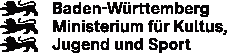 Baden-Württemberg
Ministerium für Kultus,
Jugend und Sport